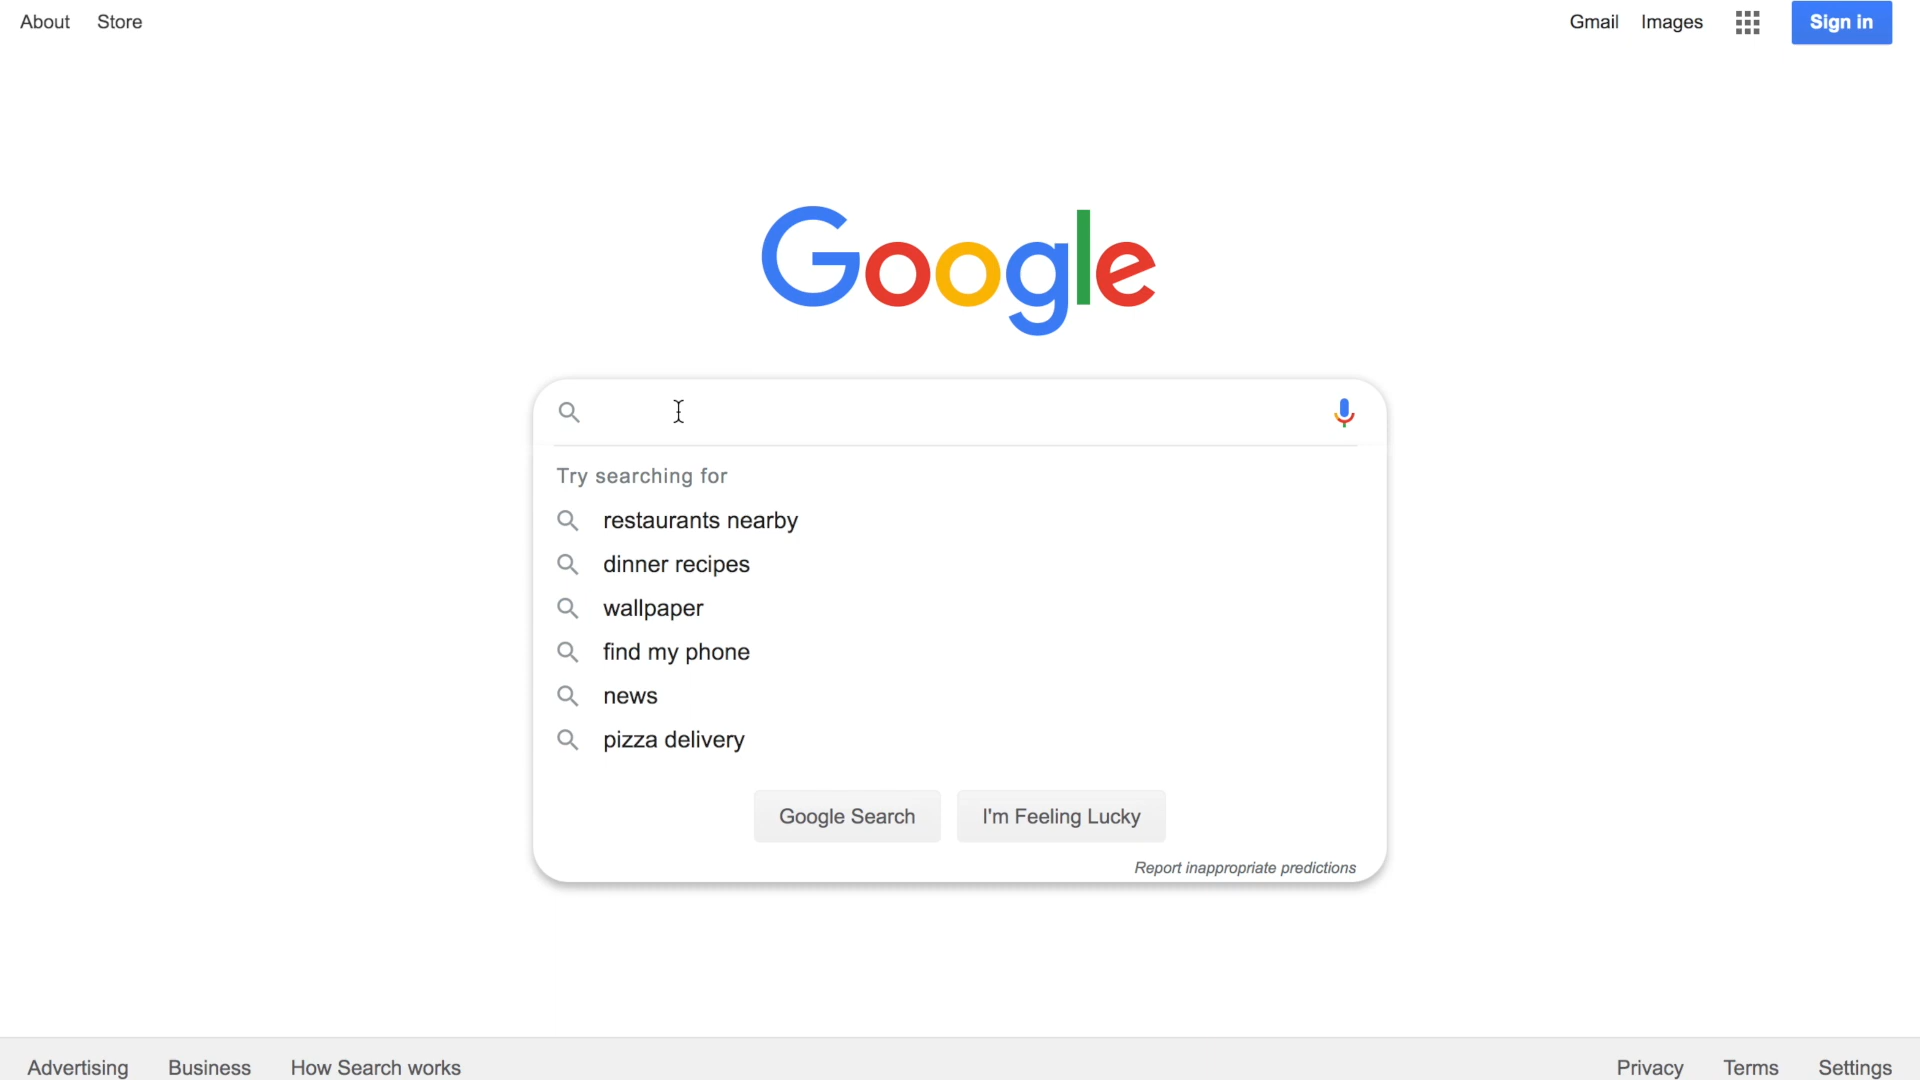 About Store Gmail Images Sign in
Google
Try searching for
restaurants nearby
dinner recipes
wallpaper
find my phone
news
pizza delivery
Google Search I'm Feeling Lucky
Report inappropriate predictions
Advertising Business How Search works Privacy Terms Settings